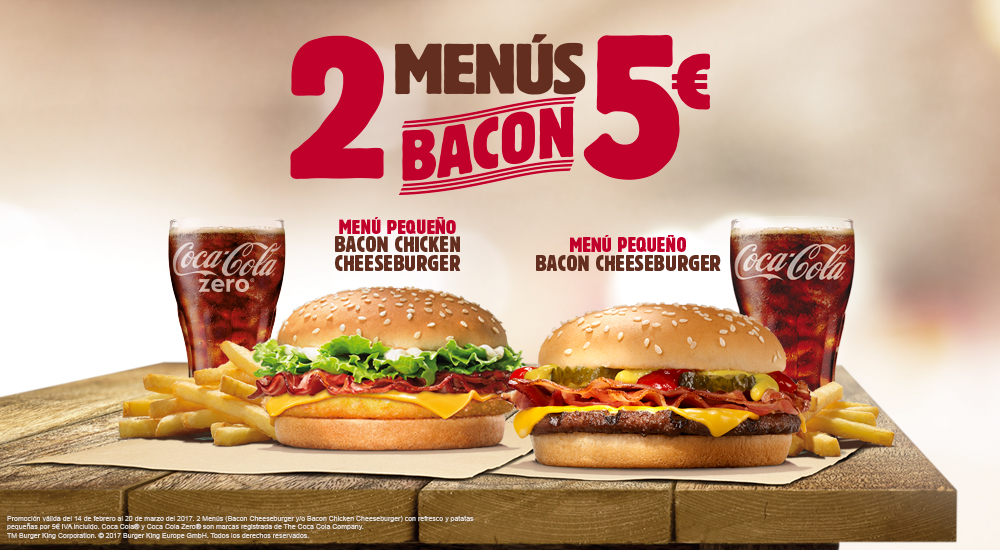 2 MENÚS 5€
BACON
MENÚ PEQUEÑO
BACON CHICKEN
CHEESEBURGER
MENÚ PEQUEÑO
BACON CHEESEBURGER
Coca-Cola
zero
Coca-Cola
Promoción válida del 14 de febrero al 20 de marzo del 2017. 2 Menús (Bacon Cheeseburger y/o Bacon Chicken Cheeseburger) con refresco y patatas
pequeñas por 5€ IVA incluido. Coca Cola® y Coca Cola Zero® son marcas registrada de The Coca Cola Company.
TM Burger King Corporation. © 2017 Burger King Europe GmbH. Todos los derechos reservados.